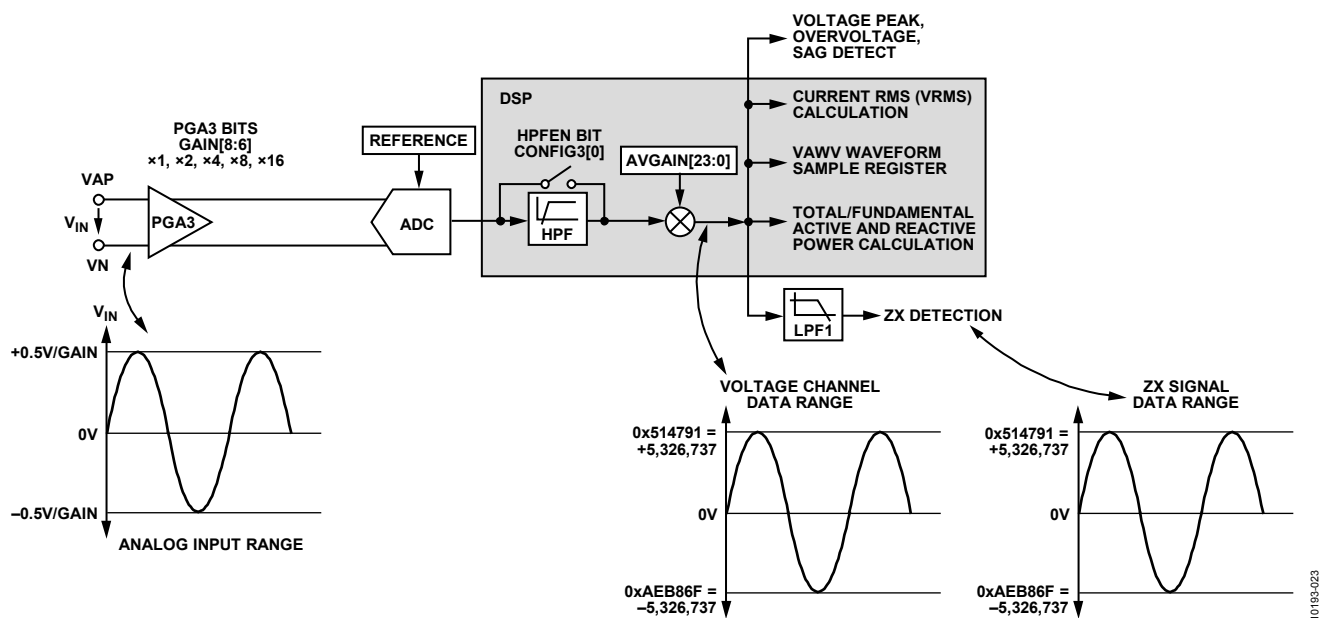 VOLTAGE PEAK,
OVERVOLTAGE,
SAG DETECT
DSP
CURRENT RMS (VRMS)
CALCULATION
PGA3 BITS
GAIN[8:6]
×1, ×2, ×4, ×8, ×16
REFERENCE
HPFEN BIT
CONFIG3[0]
AVGAIN[23:0]
VAWV WAVEFORM
SAMPLE REGISTER
VAP
VIN
VN
PGA3
ADC
HPF
TOTAL/FUNDAMENTAL
ACTIVE AND REACTIVE
POWER CALCULATION
LPF1
ZX DETECTION
VIN
+0.5V/GAIN
0V
–0.5V/GAIN
ANALOG INPUT RANGE
VOLTAGE CHANNEL
DATA RANGE
0x514791 =
+5,326,737
0V
0xAEB86F =
–5,326,737
ZX SIGNAL
DATA RANGE
0x514791 =
+5,326,737
0V
0xAEB86F =
–5,326,737
10193-023